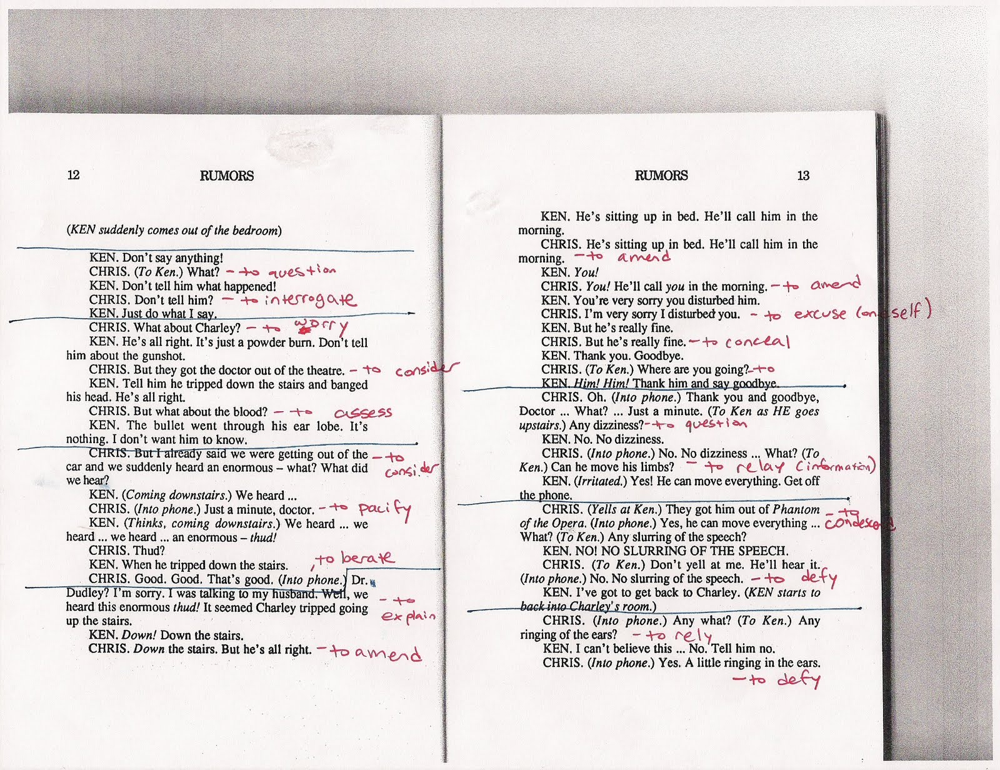 12 RUMORS
(KEN suddenly comes out of the bedroom)
KEN. Don't say anything!
CHRIS. (To Ken.) What? – to question
KEN. Don't tell him what happened!
CHRIS. Don't tell him? – to interrogate
KEN. Just do what I say.
CHRIS. What about Charley? – to worry
KEN. He's all right. It's just a powder burn. Don't tell
him about the gunshot.
CHRIS. But they got the doctor out of the theatre. – to consider
KEN. Tell him he tripped down the stairs and banged
his head. He's all right.
CHRIS. But what about the blood? – to assess
KEN. The bullet went through his ear lobe. It's
nothing. I don't want him to know.
CHRIS. But I already said we were getting out of the – to
car and we suddenly heard an enormous – what? What did consider
we hear?
KEN. (Coming downstairs.) We heard ...
CHRIS. (Into phone.) Just a minute, doctor. – to pacify
KEN. (Thinks, coming downstairs.) We heard ... we
heard ... we heard ... an enormous – thud!
CHRIS. Thud?
KEN. When he tripped down the stairs. , to berate
CHRIS. Good. Good. That's good. (Into phone.) Dr.
Dudley? I'm sorry. I was talking to my husband. Well, we – to
heard this enormous thud! It seemed Charley tripped going explain
up the stairs.
KEN. Down! Down the stairs.
CHRIS. Down the stairs. But he's all right. – to amend
RUMORS 13
KEN. He's sitting up in bed. He'll call him in the
morning.
CHRIS. He's sitting up in bed. He'll call him in the
morning. – to amend
KEN. You!
CHRIS. You! He'll call you in the morning. – to amend
KEN. You're very sorry you disturbed him.
CHRIS. I'm very sorry I disturbed you. – to excuse (oneself)
KEN. But he's really fine.
CHRIS. But he's really fine. – to conceal
KEN. Thank you. Goodbye.
CHRIS. (To Ken.) Where are you going? – to
KEN. Him! Him! Thank him and say goodbye.
CHRIS. Oh. (Into phone.) Thank you and goodbye,
Doctor ... What? ... Just a minute. (To Ken as HE goes
upstairs.) Any dizziness? – to question
KEN. No. No dizziness.
CHRIS. (Into phone.) No. No dizziness ... What? (To
Ken.) Can he move his limbs? – to relay (information)
KEN. (Irritated.) Yes! He can move everything. Get off
the phone.
CHRIS. (Yells at Ken.) They got him out of Phantom – to
of the Opera. (Into phone.) Yes, he can move everything ... condescend
What? (To Ken.) Any slurring of the speech?
KEN. NO! NO SLURRING OF THE SPEECH.
CHRIS. (To Ken.) Don't yell at me. He'll hear it.
(Into phone.) No. No slurring of the speech. – to defy
KEN. I've got to get back to Charley. (KEN starts to
back into Charley's room.)
CHRIS. (Into phone.) Any what? (To Ken.) Any
ringing of the ears? – to rely
KEN. I can't believe this ... No. Tell him no.
CHRIS. (Into phone.) Yes. A little ringing in the ears.
– to defy